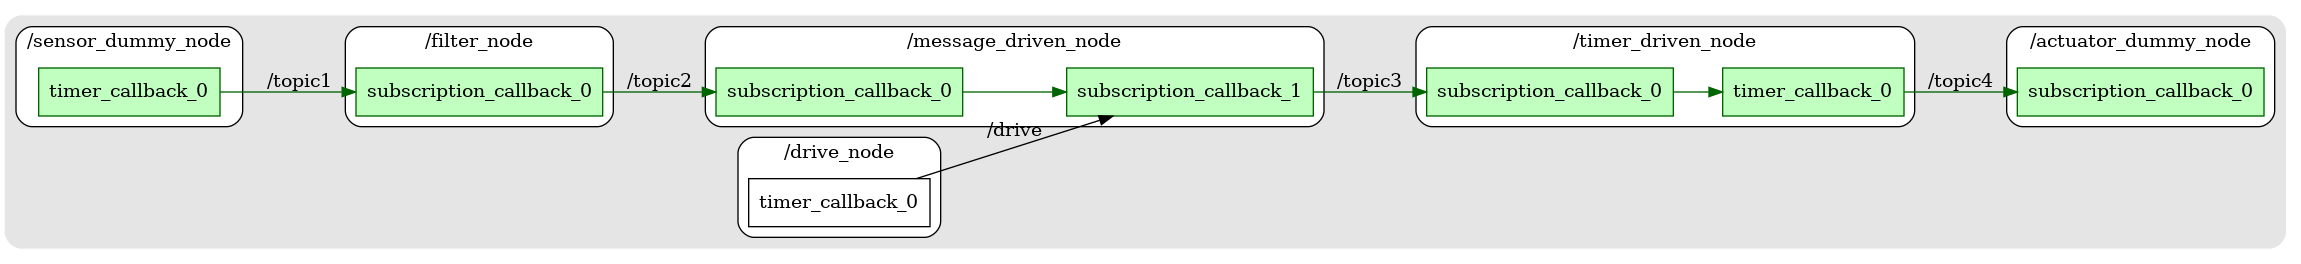 /sensor_dummy_node
timer_callback_0
/topic1
/filter_node
subscription_callback_0
/topic2
/message_driven_node
subscription_callback_0
subscription_callback_1
/topic3
/timer_driven_node
subscription_callback_0
timer_callback_0
/topic4
/actuator_dummy_node
subscription_callback_0
/drive
/drive_node
timer_callback_0